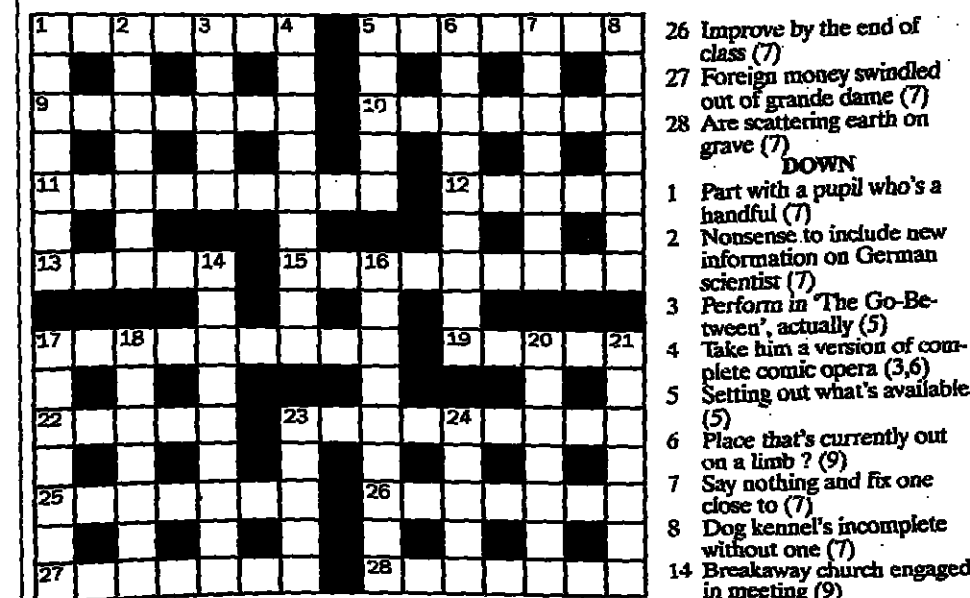 1 2 3 4 5 6 7 8
9 10
11 12
13 14 15 16
17 18 19 20 21
22 23 24
25 26
27 28
26 Improve by the end of
class (7)
27 Foreign money swindled
out of grande dame (7)
28 Are scattering earth on
grave (7)
DOWN
1 Part with a pupil who's a
handful (7)
2 Nonsense to include new
information on German
scientist (7)
3 Perform in 'The Go-Be-
tween', actually (5)
4 Take him a version of com-
plete comic opera (3,6)
5 Setting out what's available
(5)
6 Place that's currently out
on a limb ? (9)
7 Say nothing and fix one
close to (7)
8 Dog kennel's incomplete
without one (7)
14 Breakaway church engaged
in meeting (9)